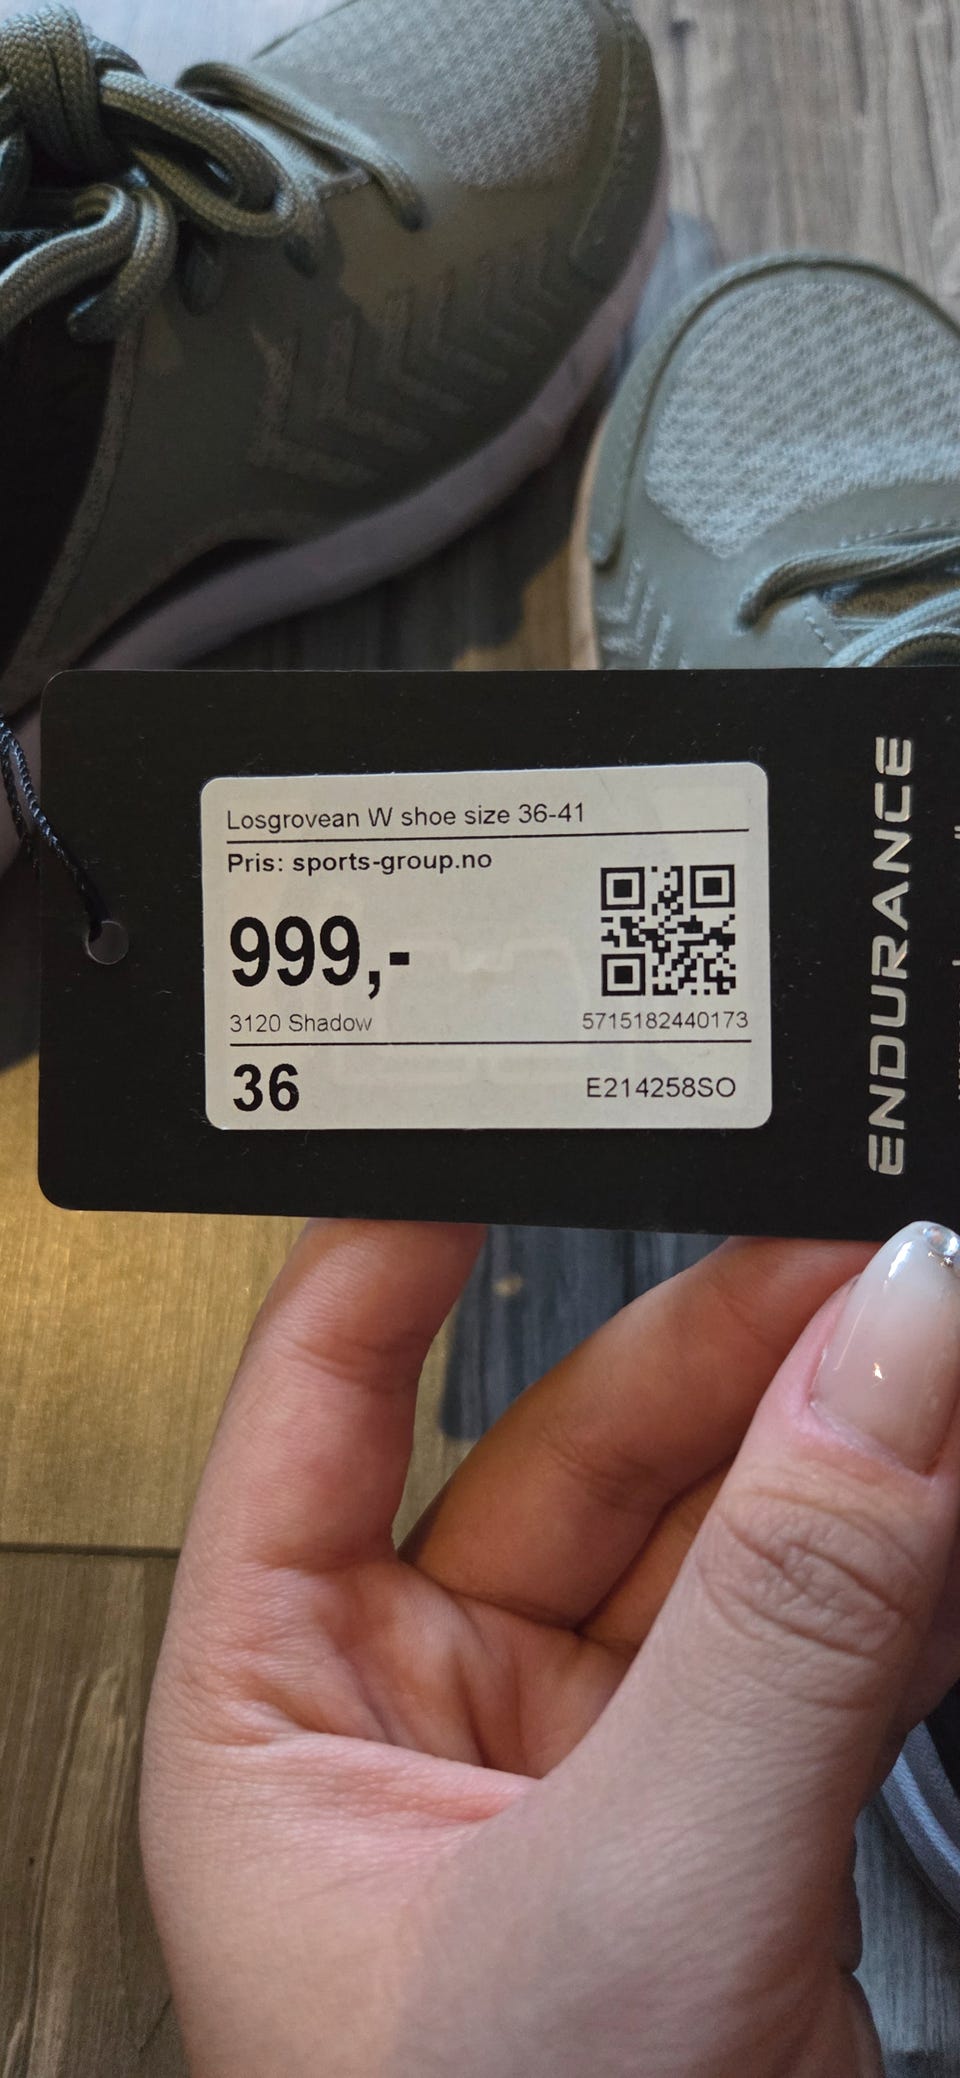 Losgrovean W shoe size 36-41
Pris: sports-group.no
999,-
3120 Shadow
5715182440173
36
E214258SO
ENDURANCE